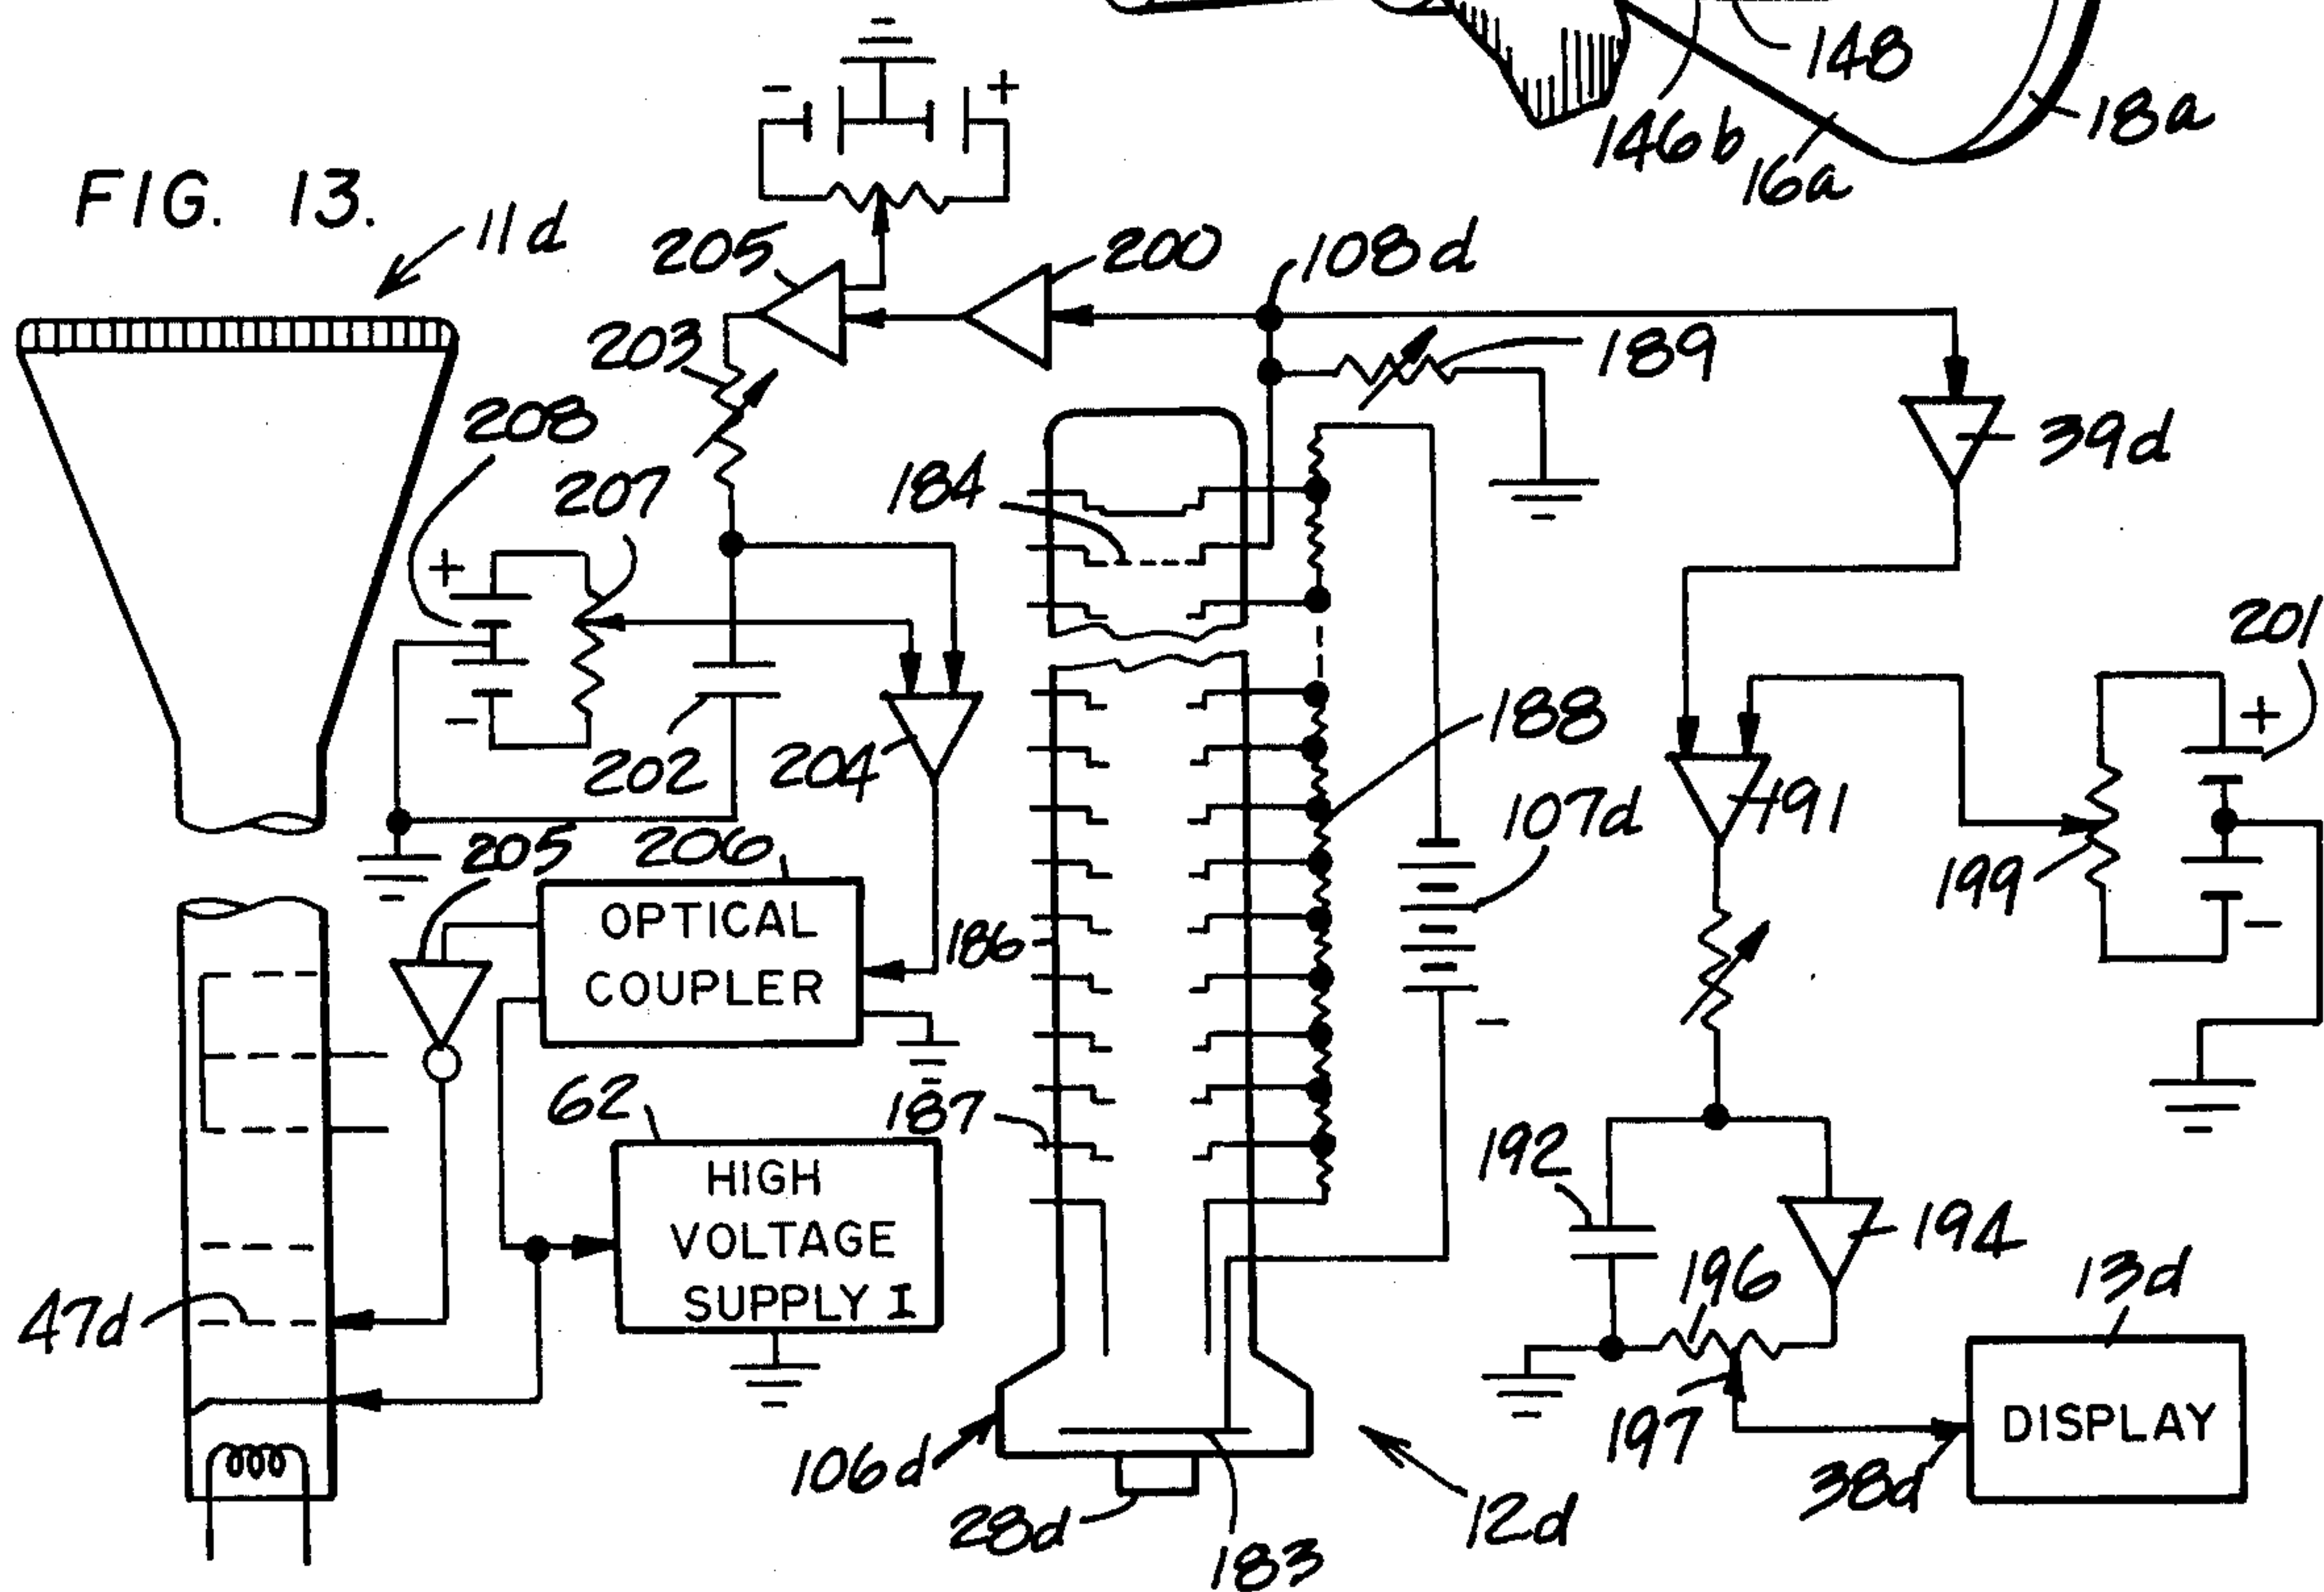 148
18a
146b
16a
FIG. 13.
11d
- +
205
200
108d
203
189
208
39d
207
184
+
201
-
202
204
188
+
191
107d
205
206
199
OPTICAL
COUPLER
186
-
-
62
187
HIGH
VOLTAGE
SUPPLY I
192
194
196
13d
47d
106d
197
DISPLAY
38d
28d
12d
183